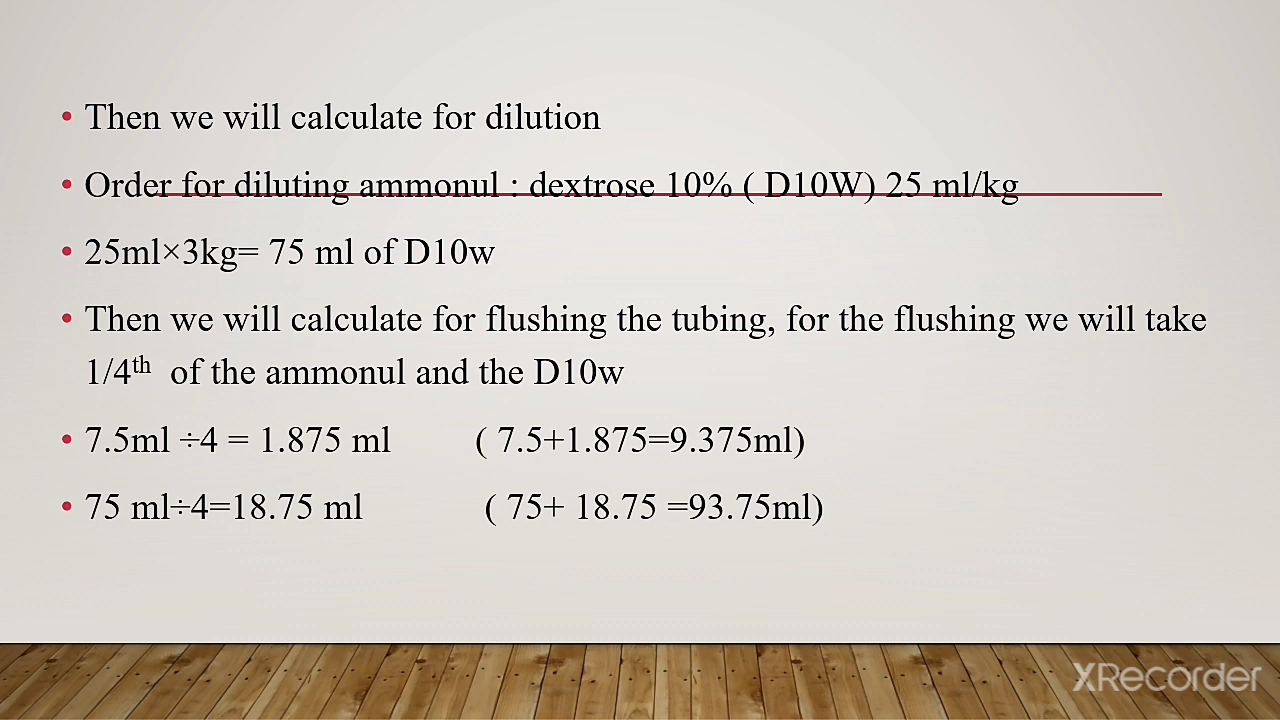 • Then we will calculate for dilution
• Order for diluting ammonul : dextrose 10% ( D10W) 25 ml/kg
• 25ml×3kg= 75 ml of D10w
• Then we will calculate for flushing the tubing, for the flushing we will take
1/4th of the ammonul and the D10w
• 7.5ml ÷4 = 1.875 ml ( 7.5+1.875=9.375ml)
• 75 ml÷4=18.75 ml ( 75+ 18.75 =93.75ml)
XRecorder